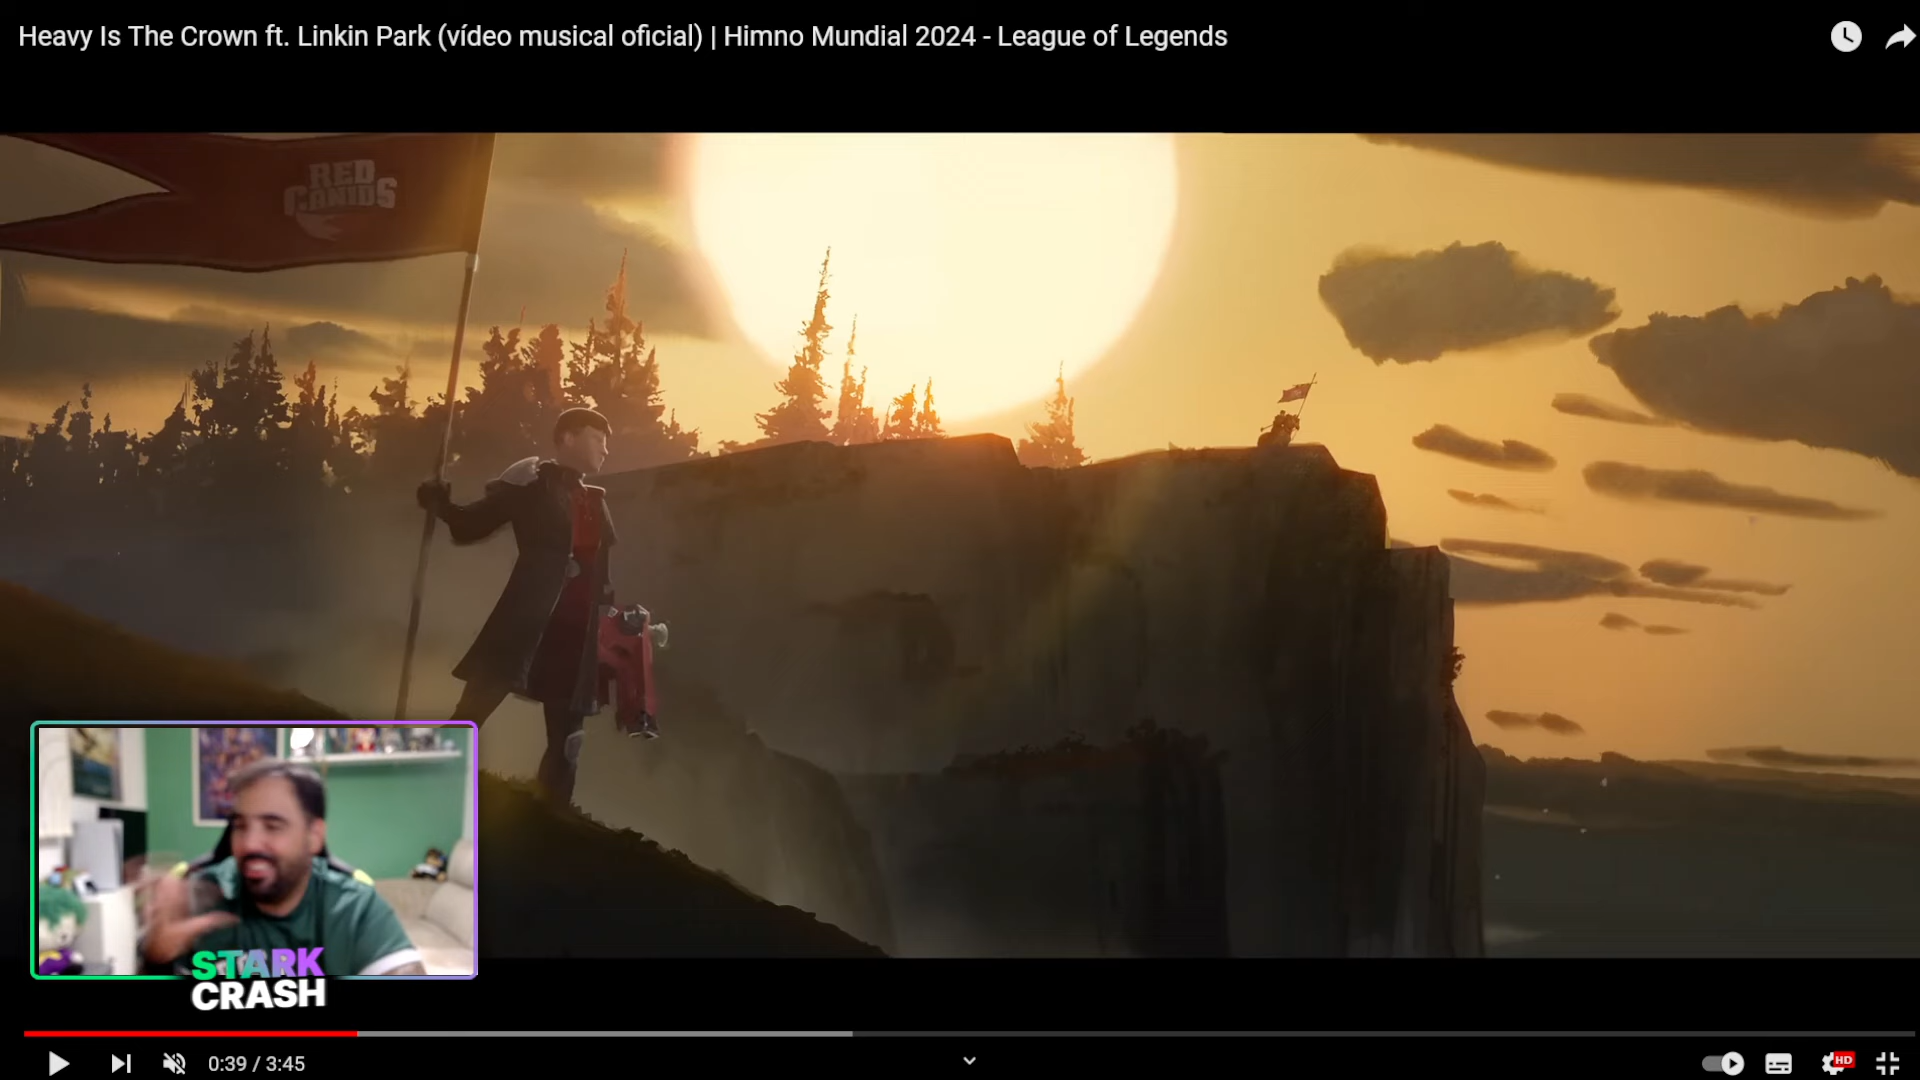 Heavy Is The Crown ft. Linkin Park (vídeo musical oficial) | Himno Mundial 2024 - League of Legends
RED
CANIDS
STARK
CRASH
0:39 / 3:45
HD